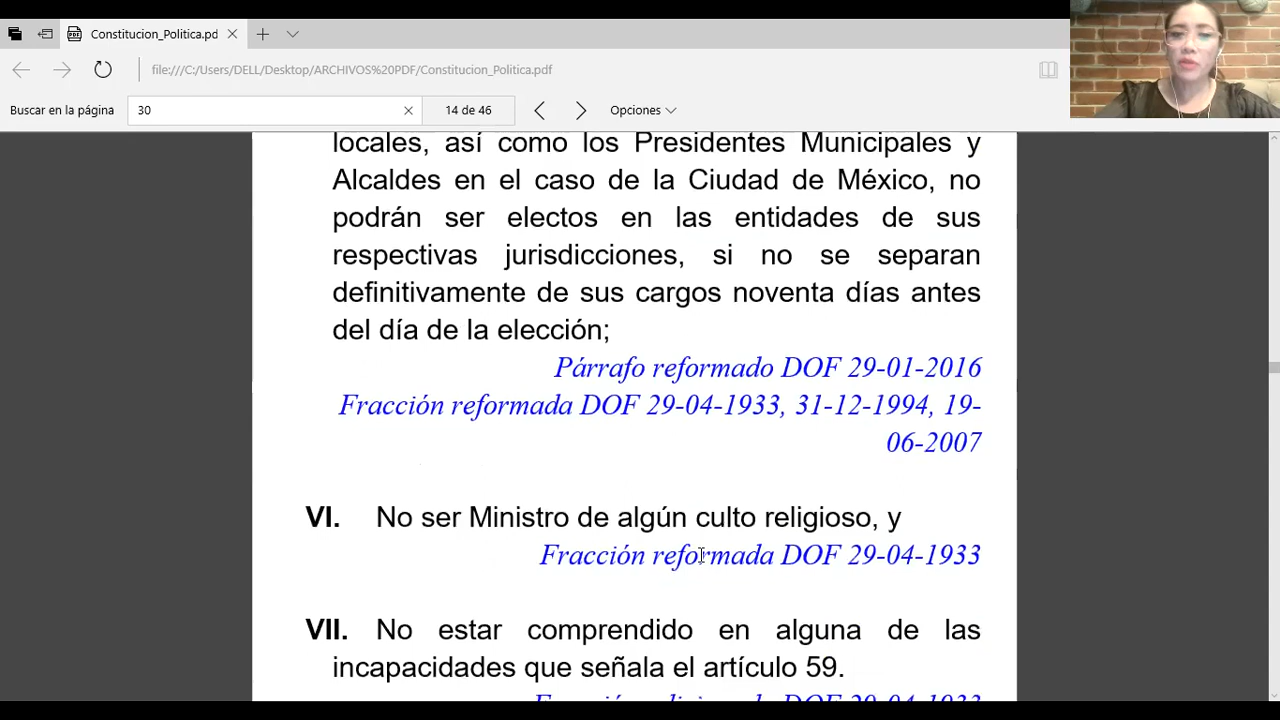 Constitucion_Politica.pd
file:///C:/Users/DELL/Desktop/ARCHIVOS%20PDF/Constitucion_Politica.pdf
Buscar en la página 30 14 de 46 Opciones
locales, así como los Presidentes Municipales y
Alcaldes en el caso de la Ciudad de México, no
podrán ser electos en las entidades de sus
respectivas jurisdicciones, si no se separan
definitivamente de sus cargos noventa días antes
del día de la elección;
Párrafo reformado DOF 29-01-2016
Fracción reformada DOF 29-04-1933, 31-12-1994, 19-
06-2007
VI. No ser Ministro de algún culto religioso, y
Fracción reformada DOF 29-04-1933
VII. No estar comprendido en alguna de las
incapacidades que señala el artículo 59.